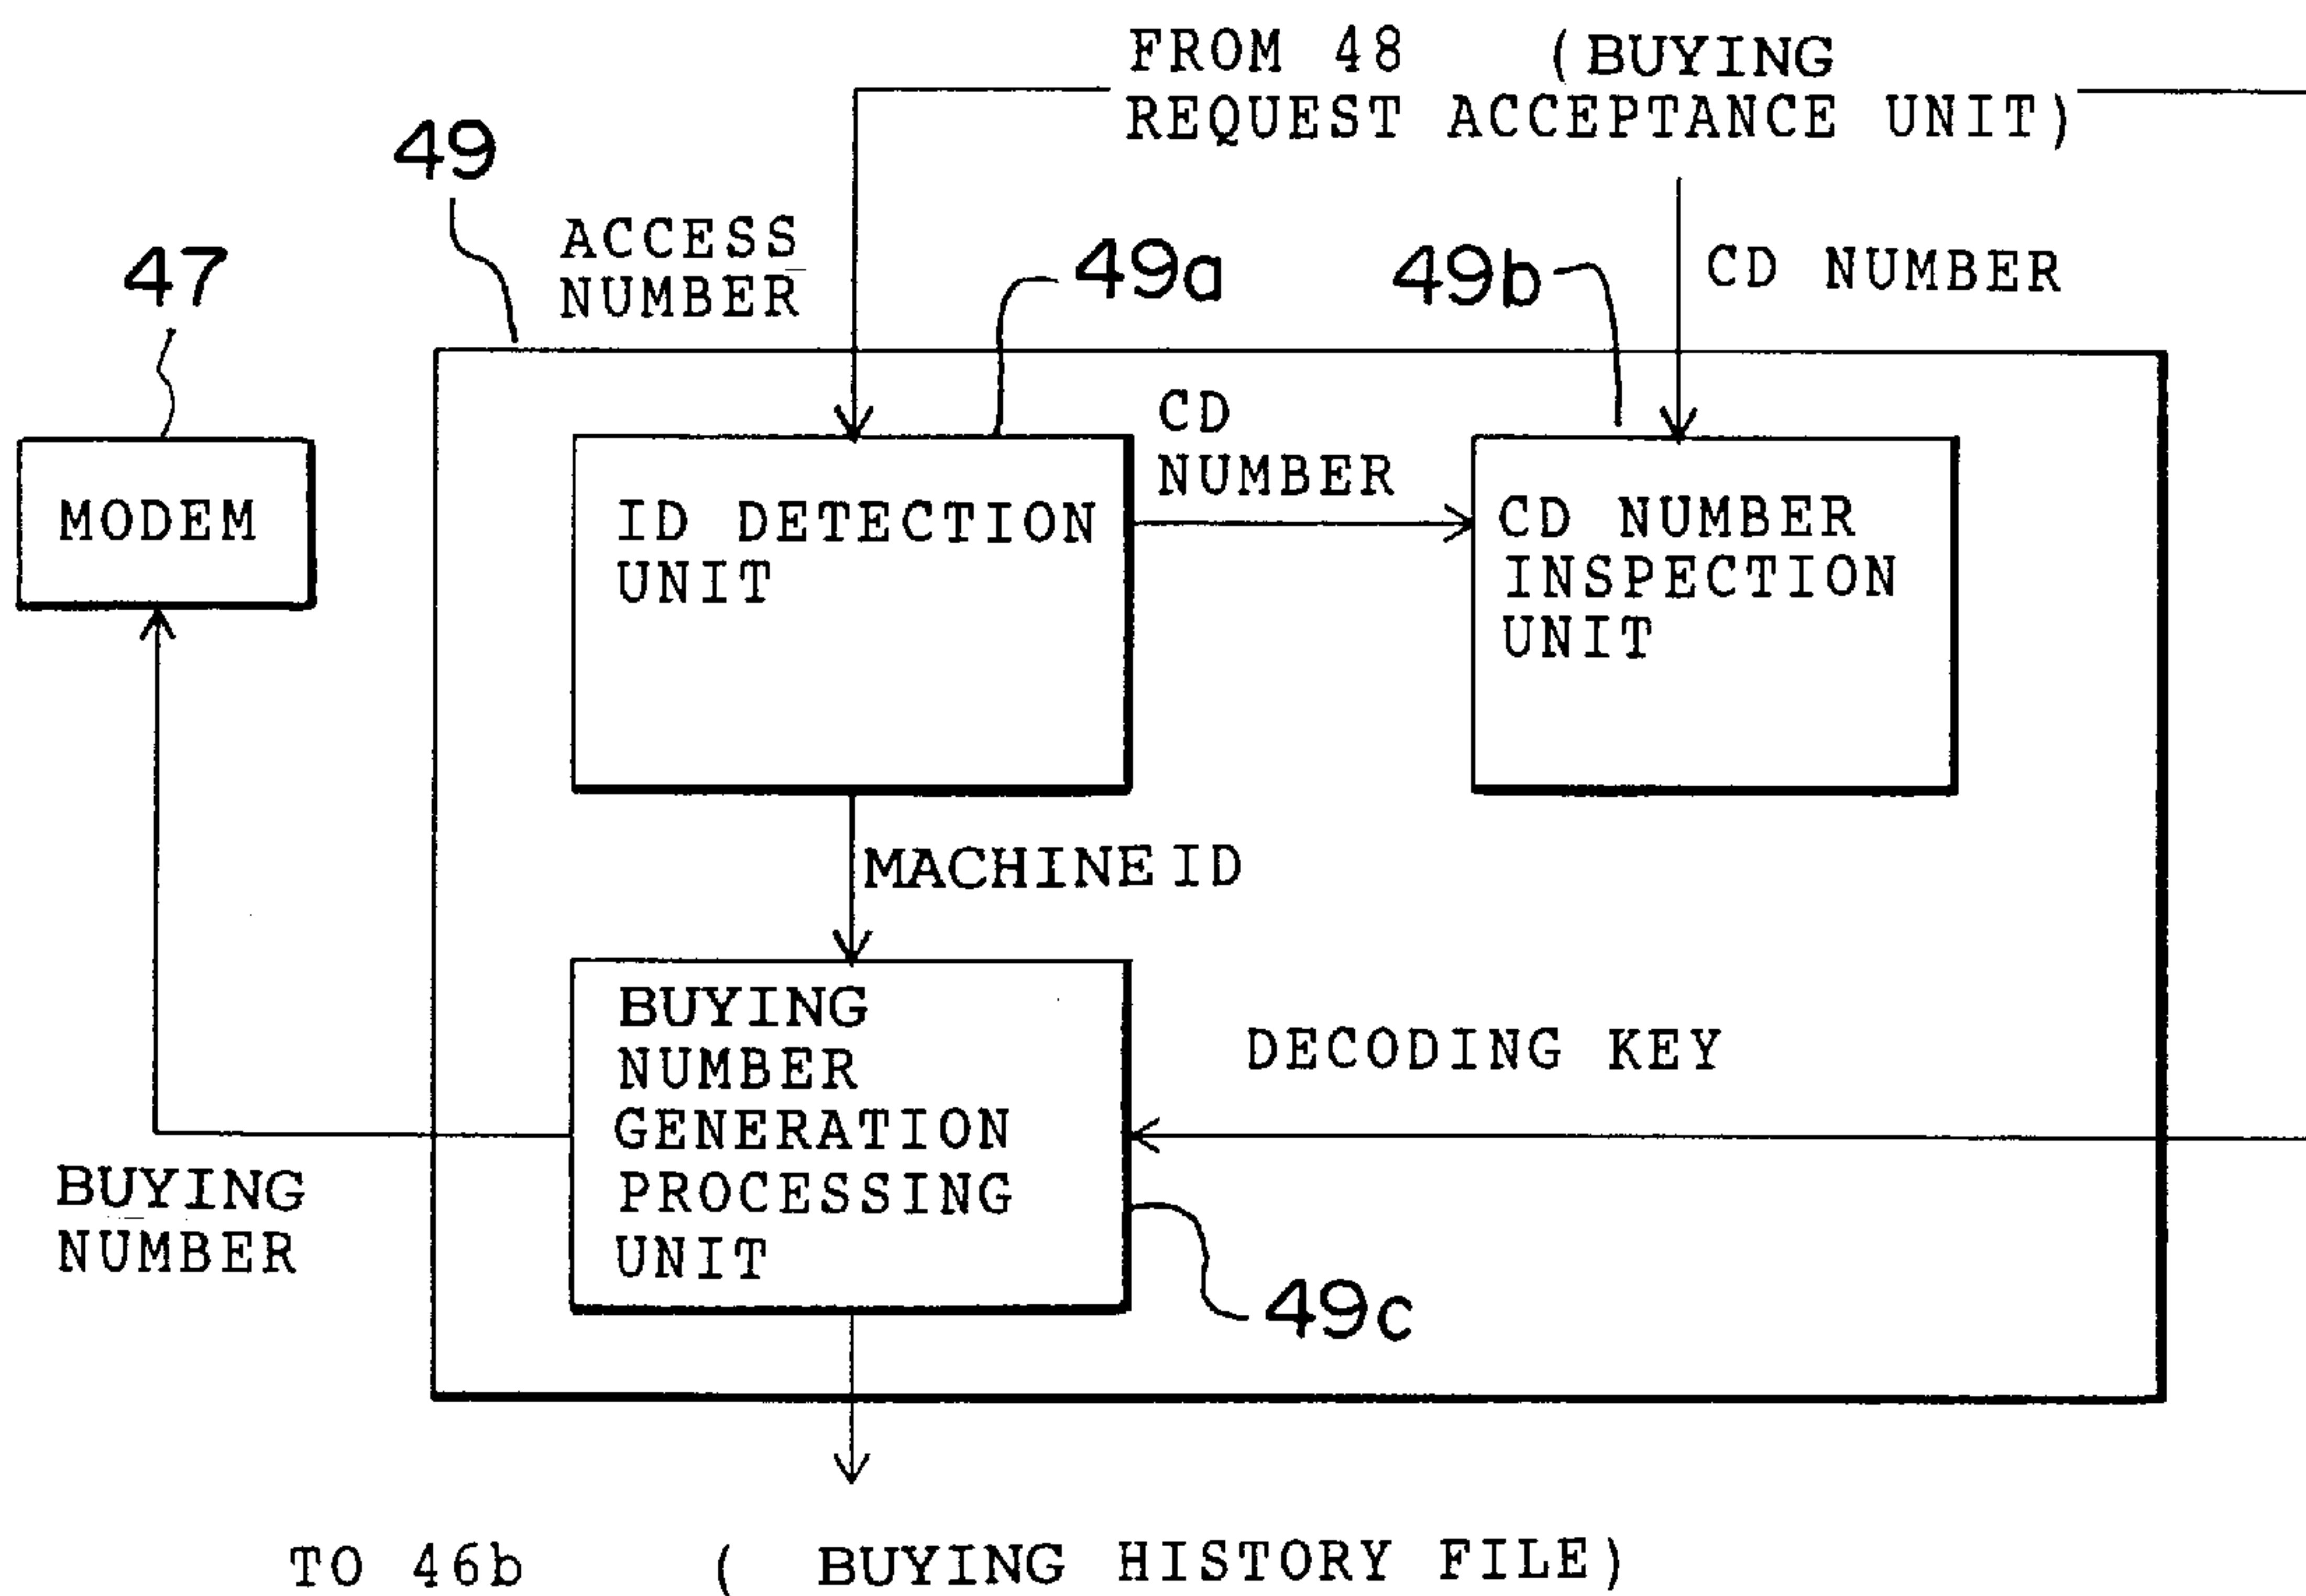 FROM 48 (BUYING
REQUEST ACCEPTANCE UNIT)
49
ACCESS
NUMBER
47
49a
49b
CD NUMBER
CD
NUMBER
MODEM
ID DETECTION
UNIT
CD NUMBER
INSPECTION
UNIT
MACHINE ID
BUYING
NUMBER
GENERATION
PROCESSING
UNIT
DECODING KEY
BUYING
NUMBER
49c
TO 46b ( BUYING HISTORY FILE)